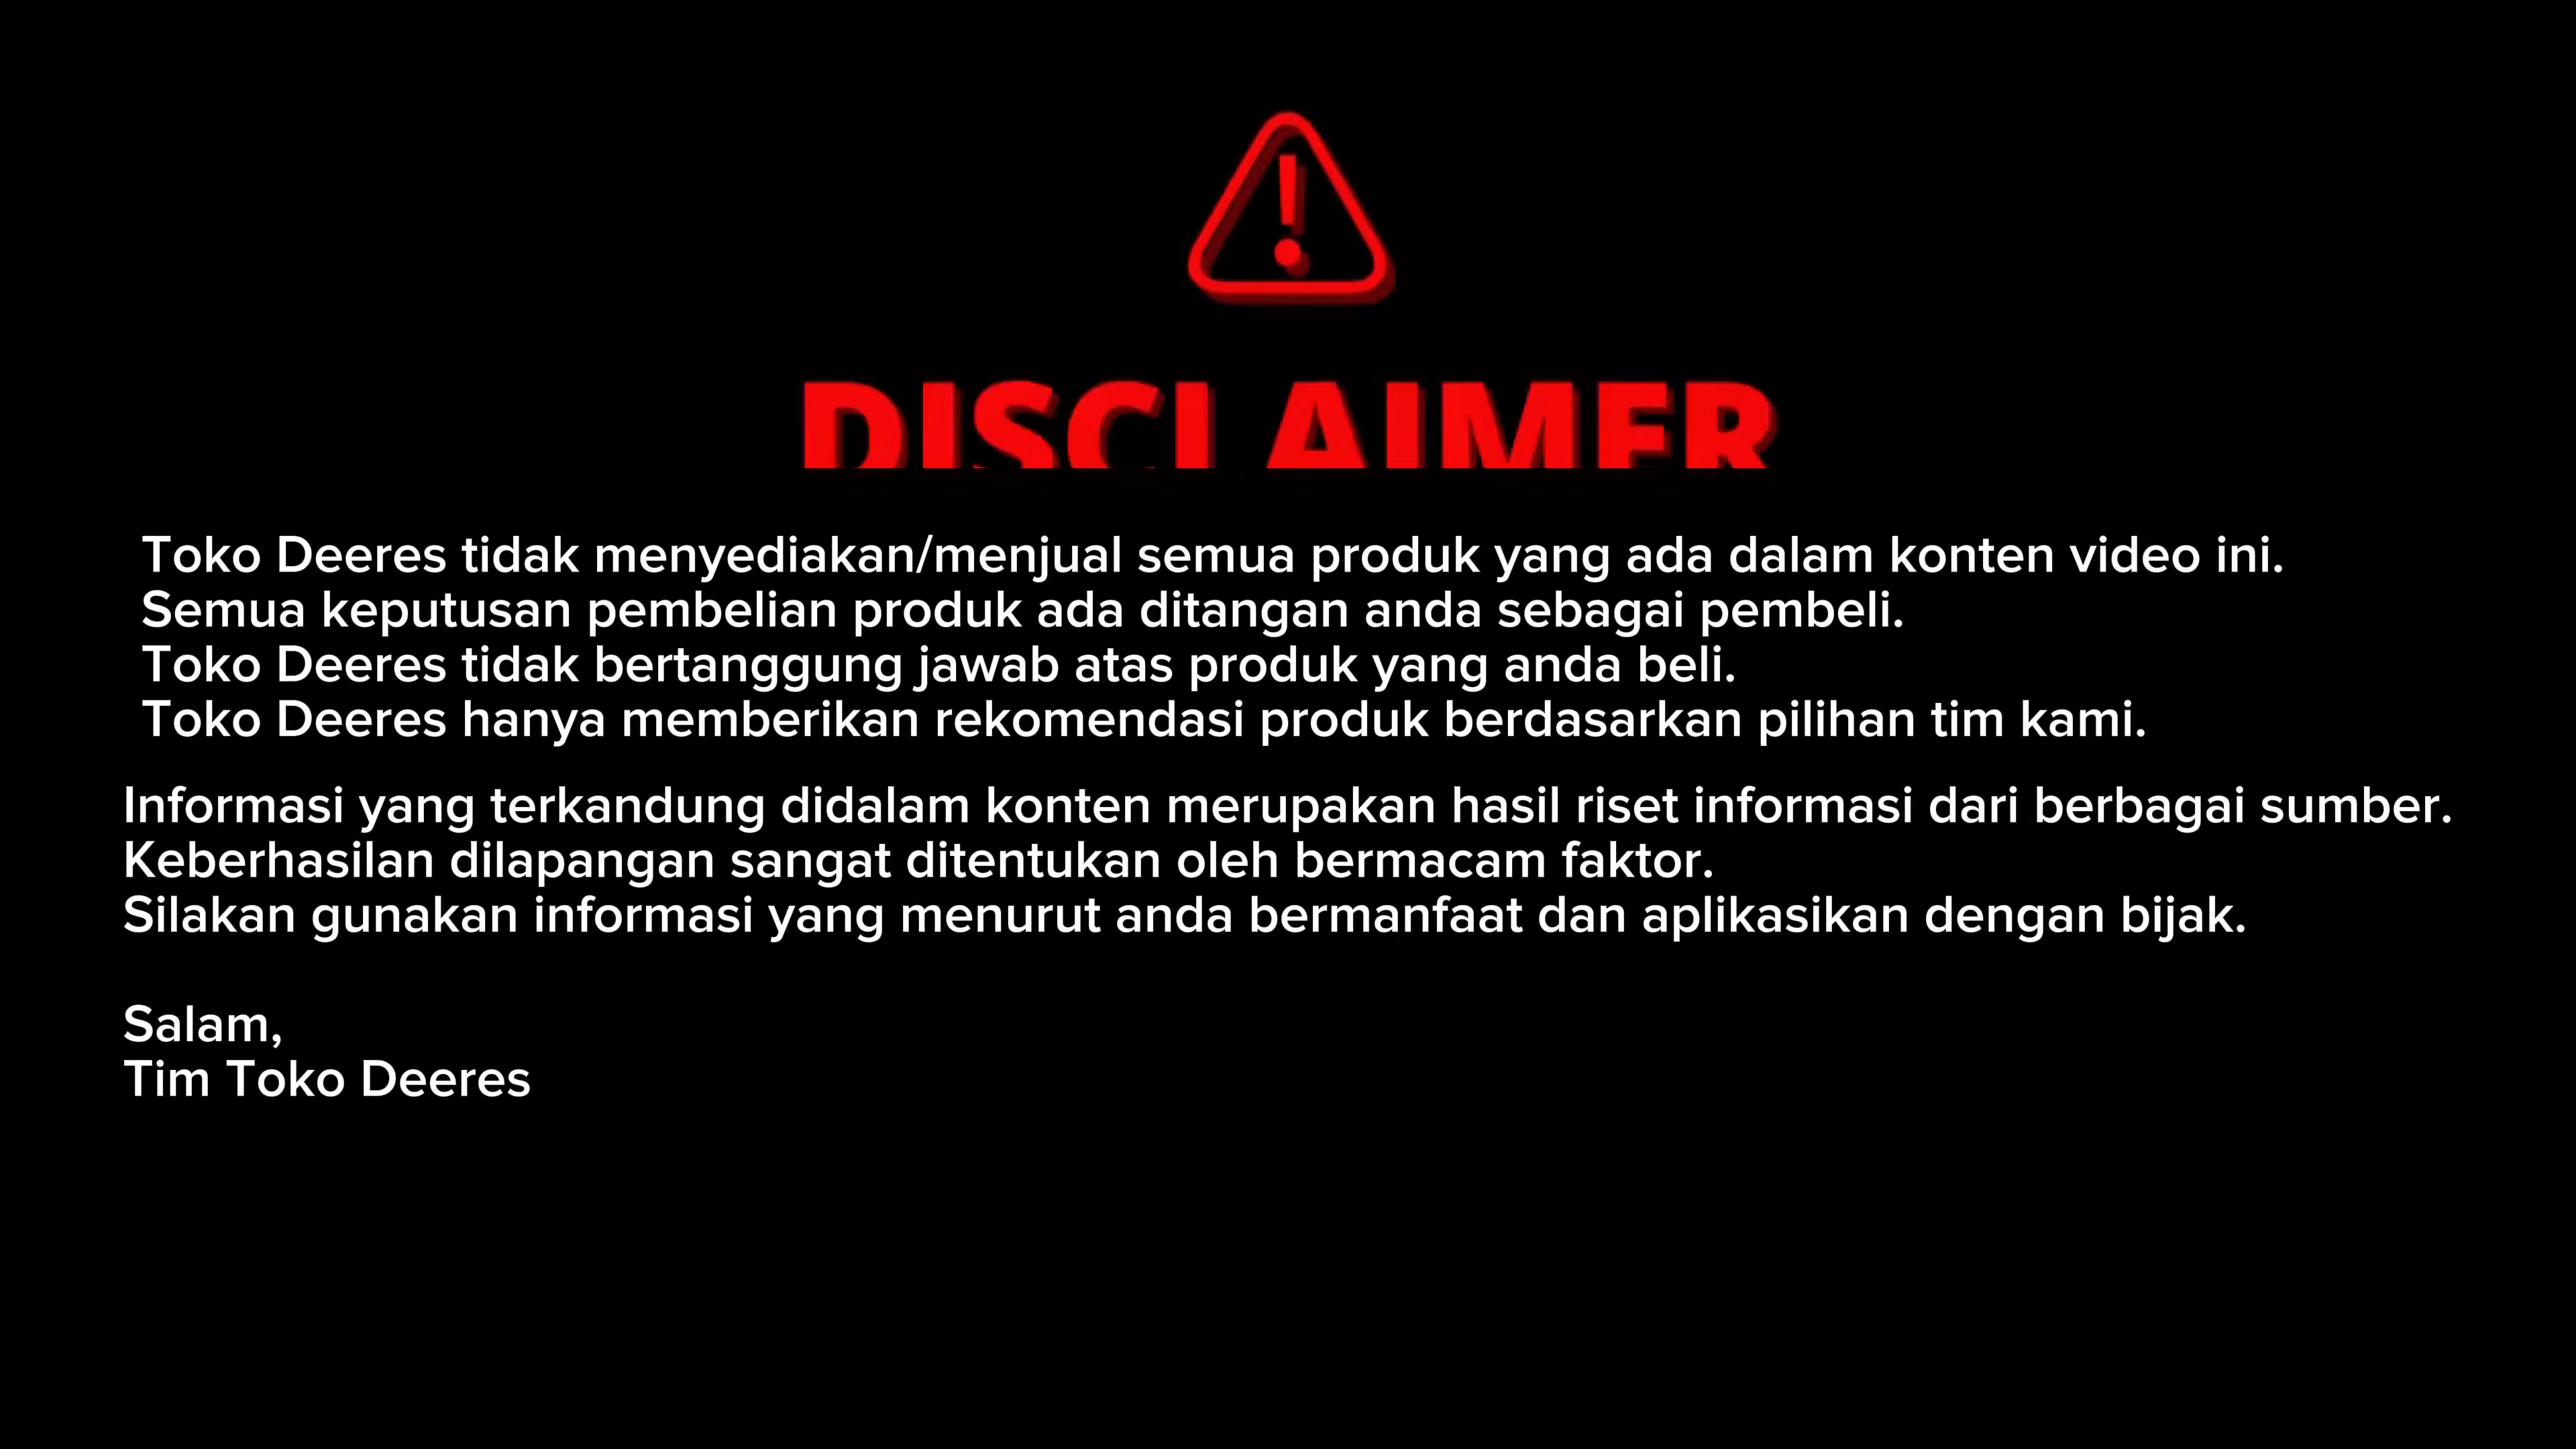 DISCLAIMER
Toko Deeres tidak menyediakan/menjual semua produk yang ada dalam konten video ini.
Semua keputusan pembelian produk ada ditangan anda sebagai pembeli.
Toko Deeres tidak bertanggung jawab atas produk yang anda beli.
Toko Deeres hanya memberikan rekomendasi produk berdasarkan pilihan tim kami.
Informasi yang terkandung didalam konten merupakan hasil riset informasi dari berbagai sumber.
Keberhasilan dilapangan sangat ditentukan oleh bermacam faktor.
Silakan gunakan informasi yang menurut anda bermanfaat dan aplikasikan dengan bijak.
Salam,
Tim Toko Deeres